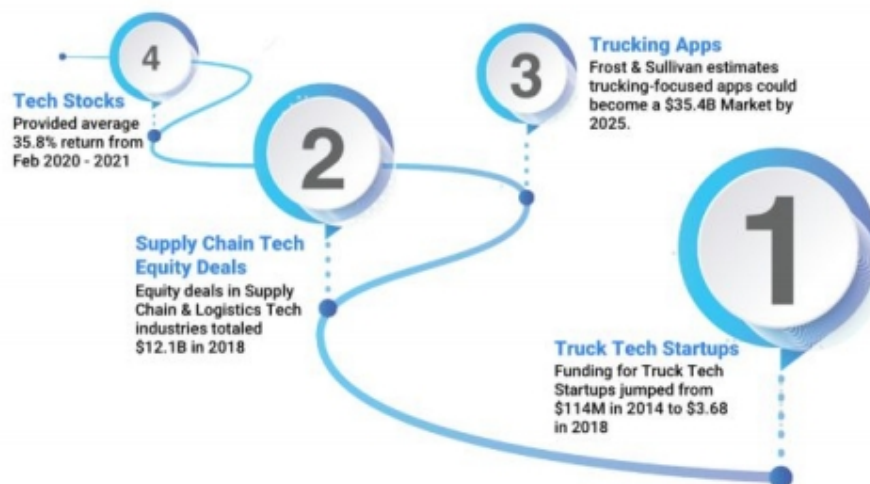 4
Tech Stocks
Provided average
35.8% return from
Feb 2020 - 2021
3
Trucking Apps
Frost & Sullivan estimates
trucking-focused apps could
become a $35.4B Market by
2025.
2
Supply Chain Tech
Equity Deals
Equity deals in Supply
Chain & Logistics Tech
industries totaled
$12.1B in 2018
1
Truck Tech Startups
Funding for Truck Tech
Startups jumped from
$114M in 2014 to $3.68
in 2018